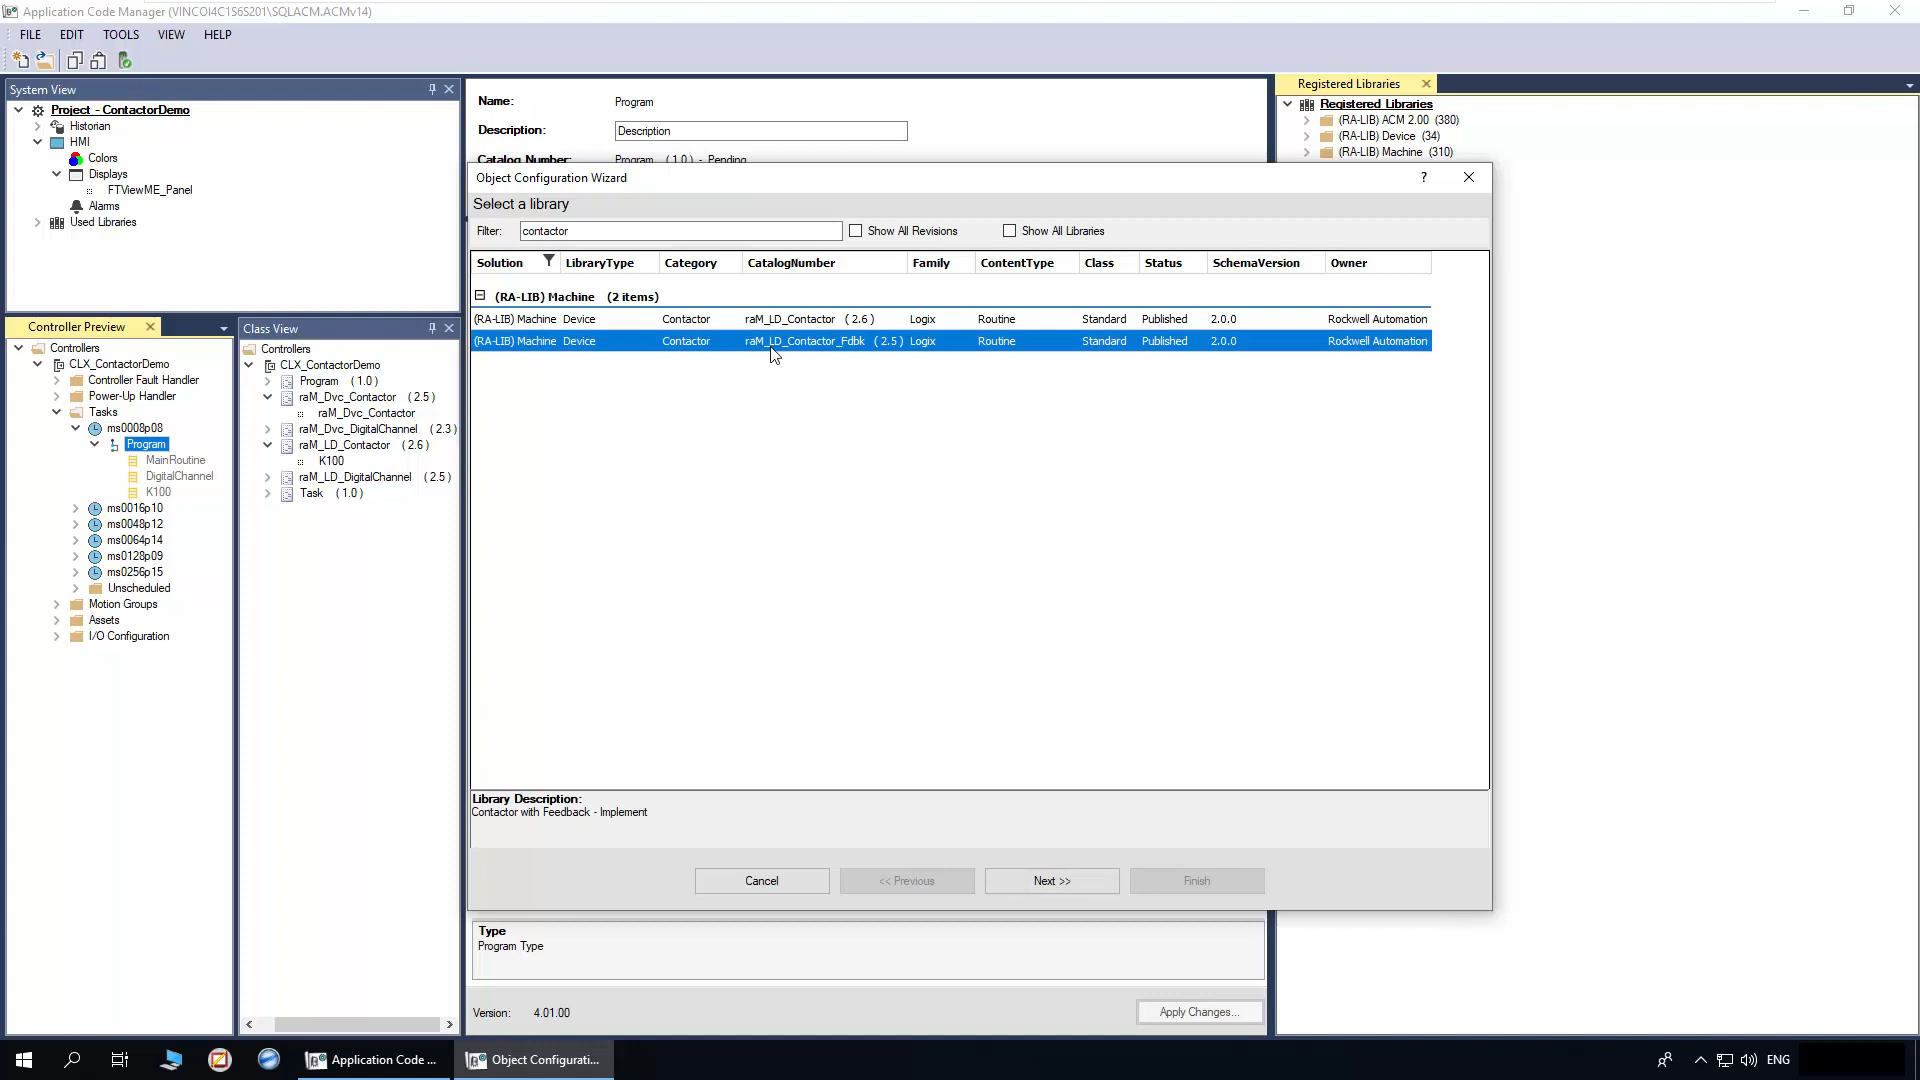 Application Code Manager (VINCOI4C1S6S201\SQLACM.ACMv14)
FILE EDIT TOOLS VIEW HELP
System View
Project - ContactorDemo
Historian
HMI
Colors
Displays
FTViewME_Panel
Alarms
Used Libraries
Controller Preview
Controllers
CLX_ContactorDemo
Controller Fault Handler
Power-Up Handler
Tasks
ms0008p08
Program
MainRoutine
DigitalChannel
K100
ms0016p10
ms0048p12
ms0064p14
ms0128p09
ms0256p15
Unscheduled
Motion Groups
Assets
I/O Configuration
Class View
Controllers
CLX_ContactorDemo
Program (1.0)
raM_Dvc_Contactor (2.5)
raM_Dvc_Contactor
raM_Dvc_DigitalChannel (2.3)
raM_LD_Contactor (2.6)
K100
raM_LD_DigitalChannel (2.5)
Task (1.0)
Name: Program
Description: Description
Catalog Number: Program (1.0) - Pending
Object Configuration Wizard ?
Select a library
Filter: contactor Show All Revisions Show All Libraries
Solution LibraryType Category CatalogNumber Family ContentType Class Status SchemaVersion Owner
(RA-LIB) Machine (2 items)
(RA-LIB) Machine Device Contactor raM_LD_Contactor (2.6) Logix Routine Standard Published 2.0.0 Rockwell Automation
(RA-LIB) Machine Device Contactor raM_LD_Contactor_Fdbk (2.5) Logix Routine Standard Published 2.0.0 Rockwell Automation
Library Description:
Contactor with Feedback - Implement
Cancel << Previous Next >> Finish
Type
Program Type
Version: 4.01.00 Apply Changes...
Registered Libraries
Registered Libraries
(RA-LIB) ACM 2.00 (380)
(RA-LIB) Device (34)
(RA-LIB) Machine (310)
Application Code ... Object Configurati... ENG